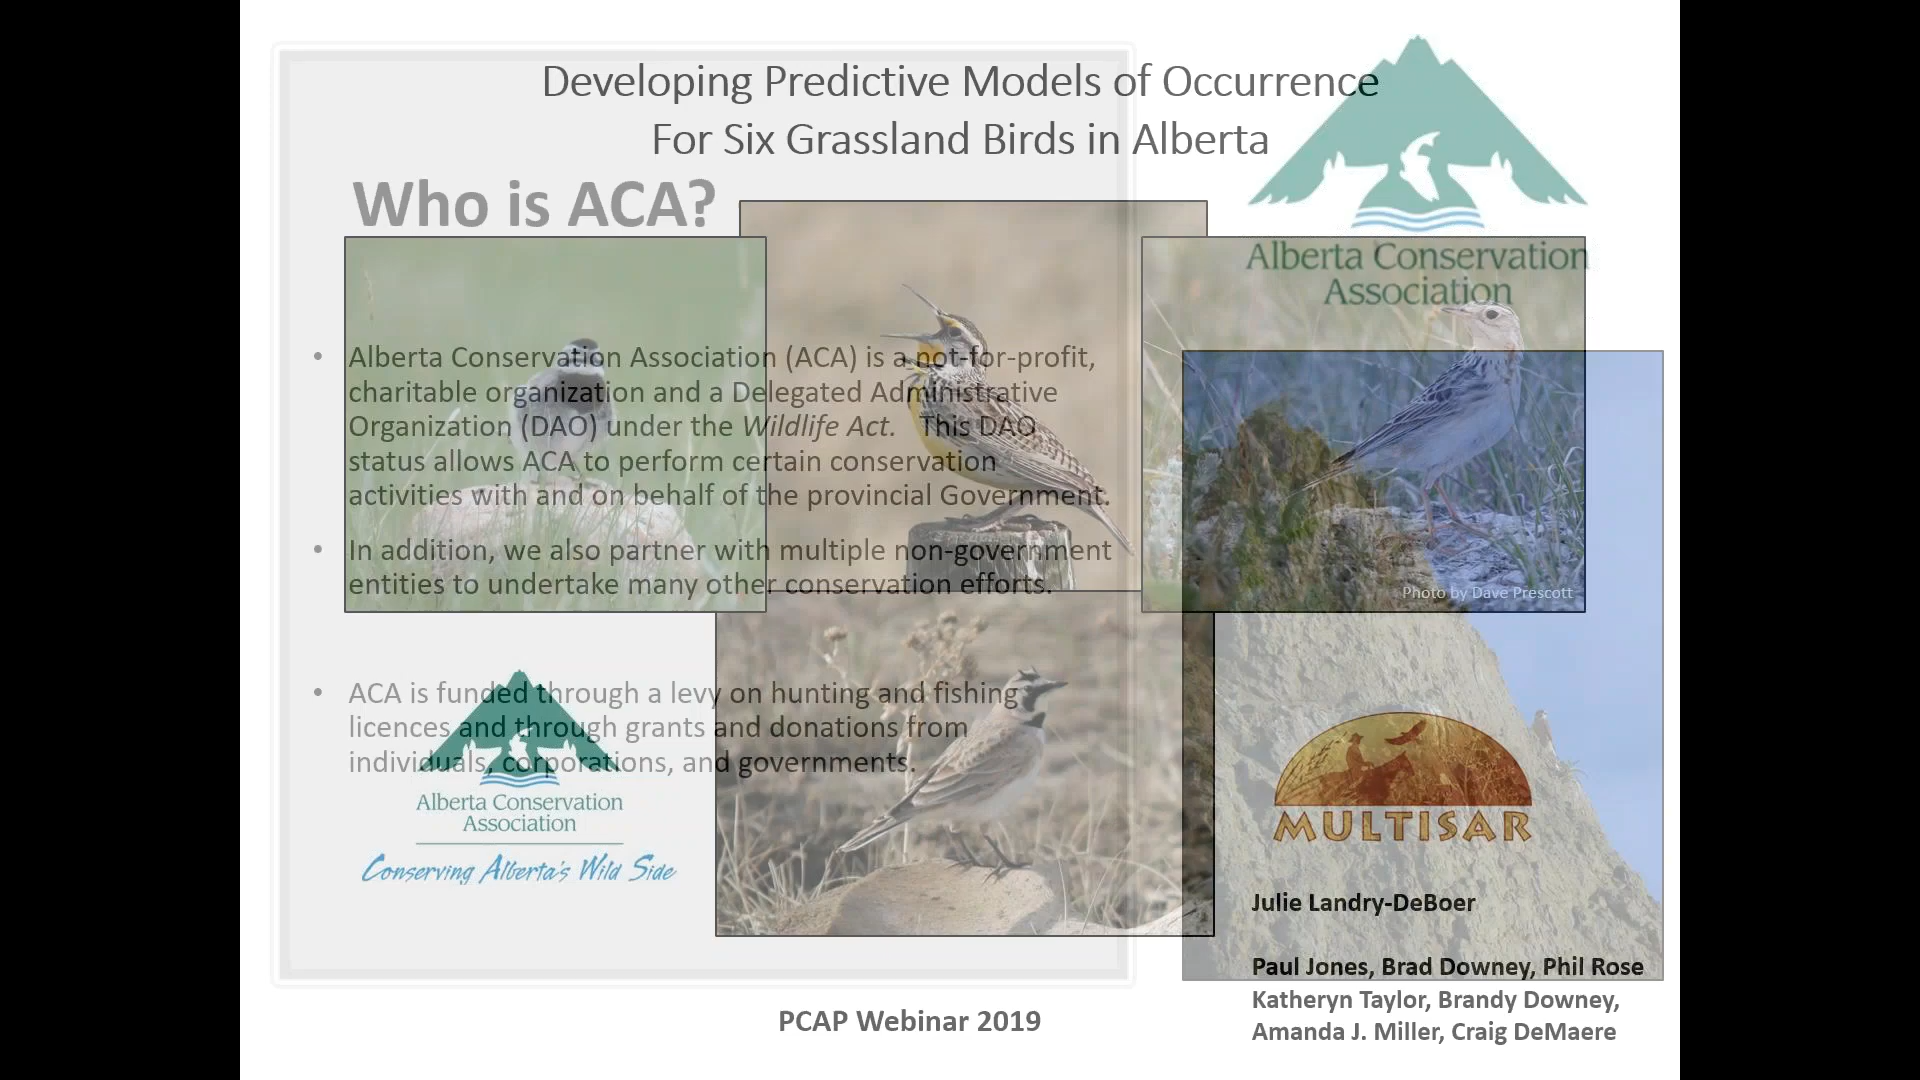 Developing Predictive Models of Occurrence
For Six Grassland Birds in Alberta
Who is ACA?
Alberta Conservation
Association
• Alberta Conservation Association (ACA) is a not-for-profit,
charitable organization and a Delegated Administrative
Organization (DAO) under the Wildlife Act. This DAO
status allows ACA to perform certain conservation
activities with and on behalf of the provincial Government.
• In addition, we also partner with multiple non-government
entities to undertake many other conservation efforts.
Photo by Dave Prescott
• ACA is funded through a levy on hunting and fishing
licences and through grants and donations from
individuals, corporations, and governments.
Alberta Conservation
Association
Conserving Alberta's Wild Side
MULTISAR
Julie Landry-DeBoer
Paul Jones, Brad Downey, Phil Rose
Katheryn Taylor, Brandy Downey,
Amanda J. Miller, Craig DeMaere
PCAP Webinar 2019